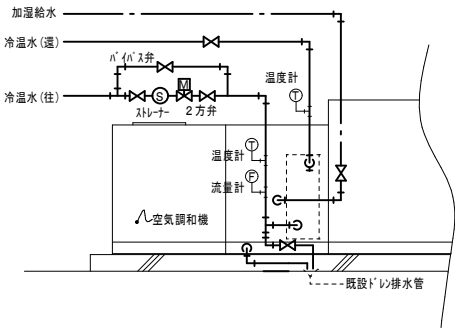 加湿給水
冷温水(還)
バイパス弁
温度計
冷温水(往)
S
M
T
ストレーナー
2方弁
温度計
T
流量計
F
空気調和機
既設ドレン排水管